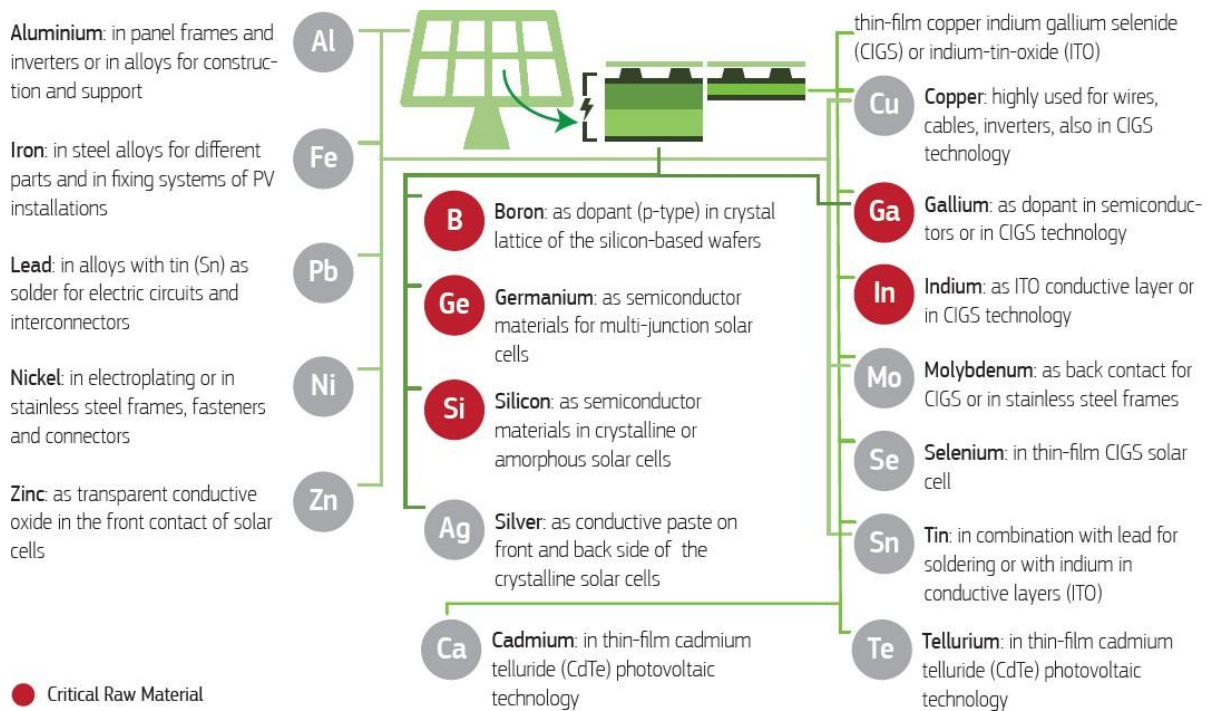 Aluminium: in panel frames and
inverters or in alloys for construc-
tion and support
Al
Iron: in steel alloys for different
parts and in fixing systems of PV
installations
Fe
Lead: in alloys with tin (Sn) as
solder for electric circuits and
interconnectors
Pb
Nickel: in electroplating or in
stainless steel frames, fasteners
and connectors
Ni
Zinc: as transparent conductive
oxide in the front contact of solar
cells
Zn
B
Boron: as dopant (p-type) in crystal
lattice of the silicon-based wafers
Ge
Germanium: as semiconductor
materials for multi-junction solar
cells
Si
Silicon: as semiconductor
materials in crystalline or
amorphous solar cells
Ag
Silver: as conductive paste on
front and back side of the
crystalline solar cells
Ca
Cadmium: in thin-film cadmium
telluride (CdTe) photovoltaic
technology
thin-film copper indium gallium selenide
(CIGS) or indium-tin-oxide (ITO)
Cu
Copper: highly used for wires,
cables, inverters, also in CIGS
technology
Ga
Gallium: as dopant in semiconduc-
tors or in CIGS technology
In
Indium: as ITO conductive layer or
in CIGS technology
Mo
Molybdenum: as back contact for
CIGS or in stainless steel frames
Se
Selenium: in thin-film CIGS solar
cell
Sn
Tin: in combination with lead for
soldering or with indium in
conductive layers (ITO)
Te
Tellurium: in thin-film cadmium
telluride (CdTe) photovoltaic
technology
Critical Raw Material